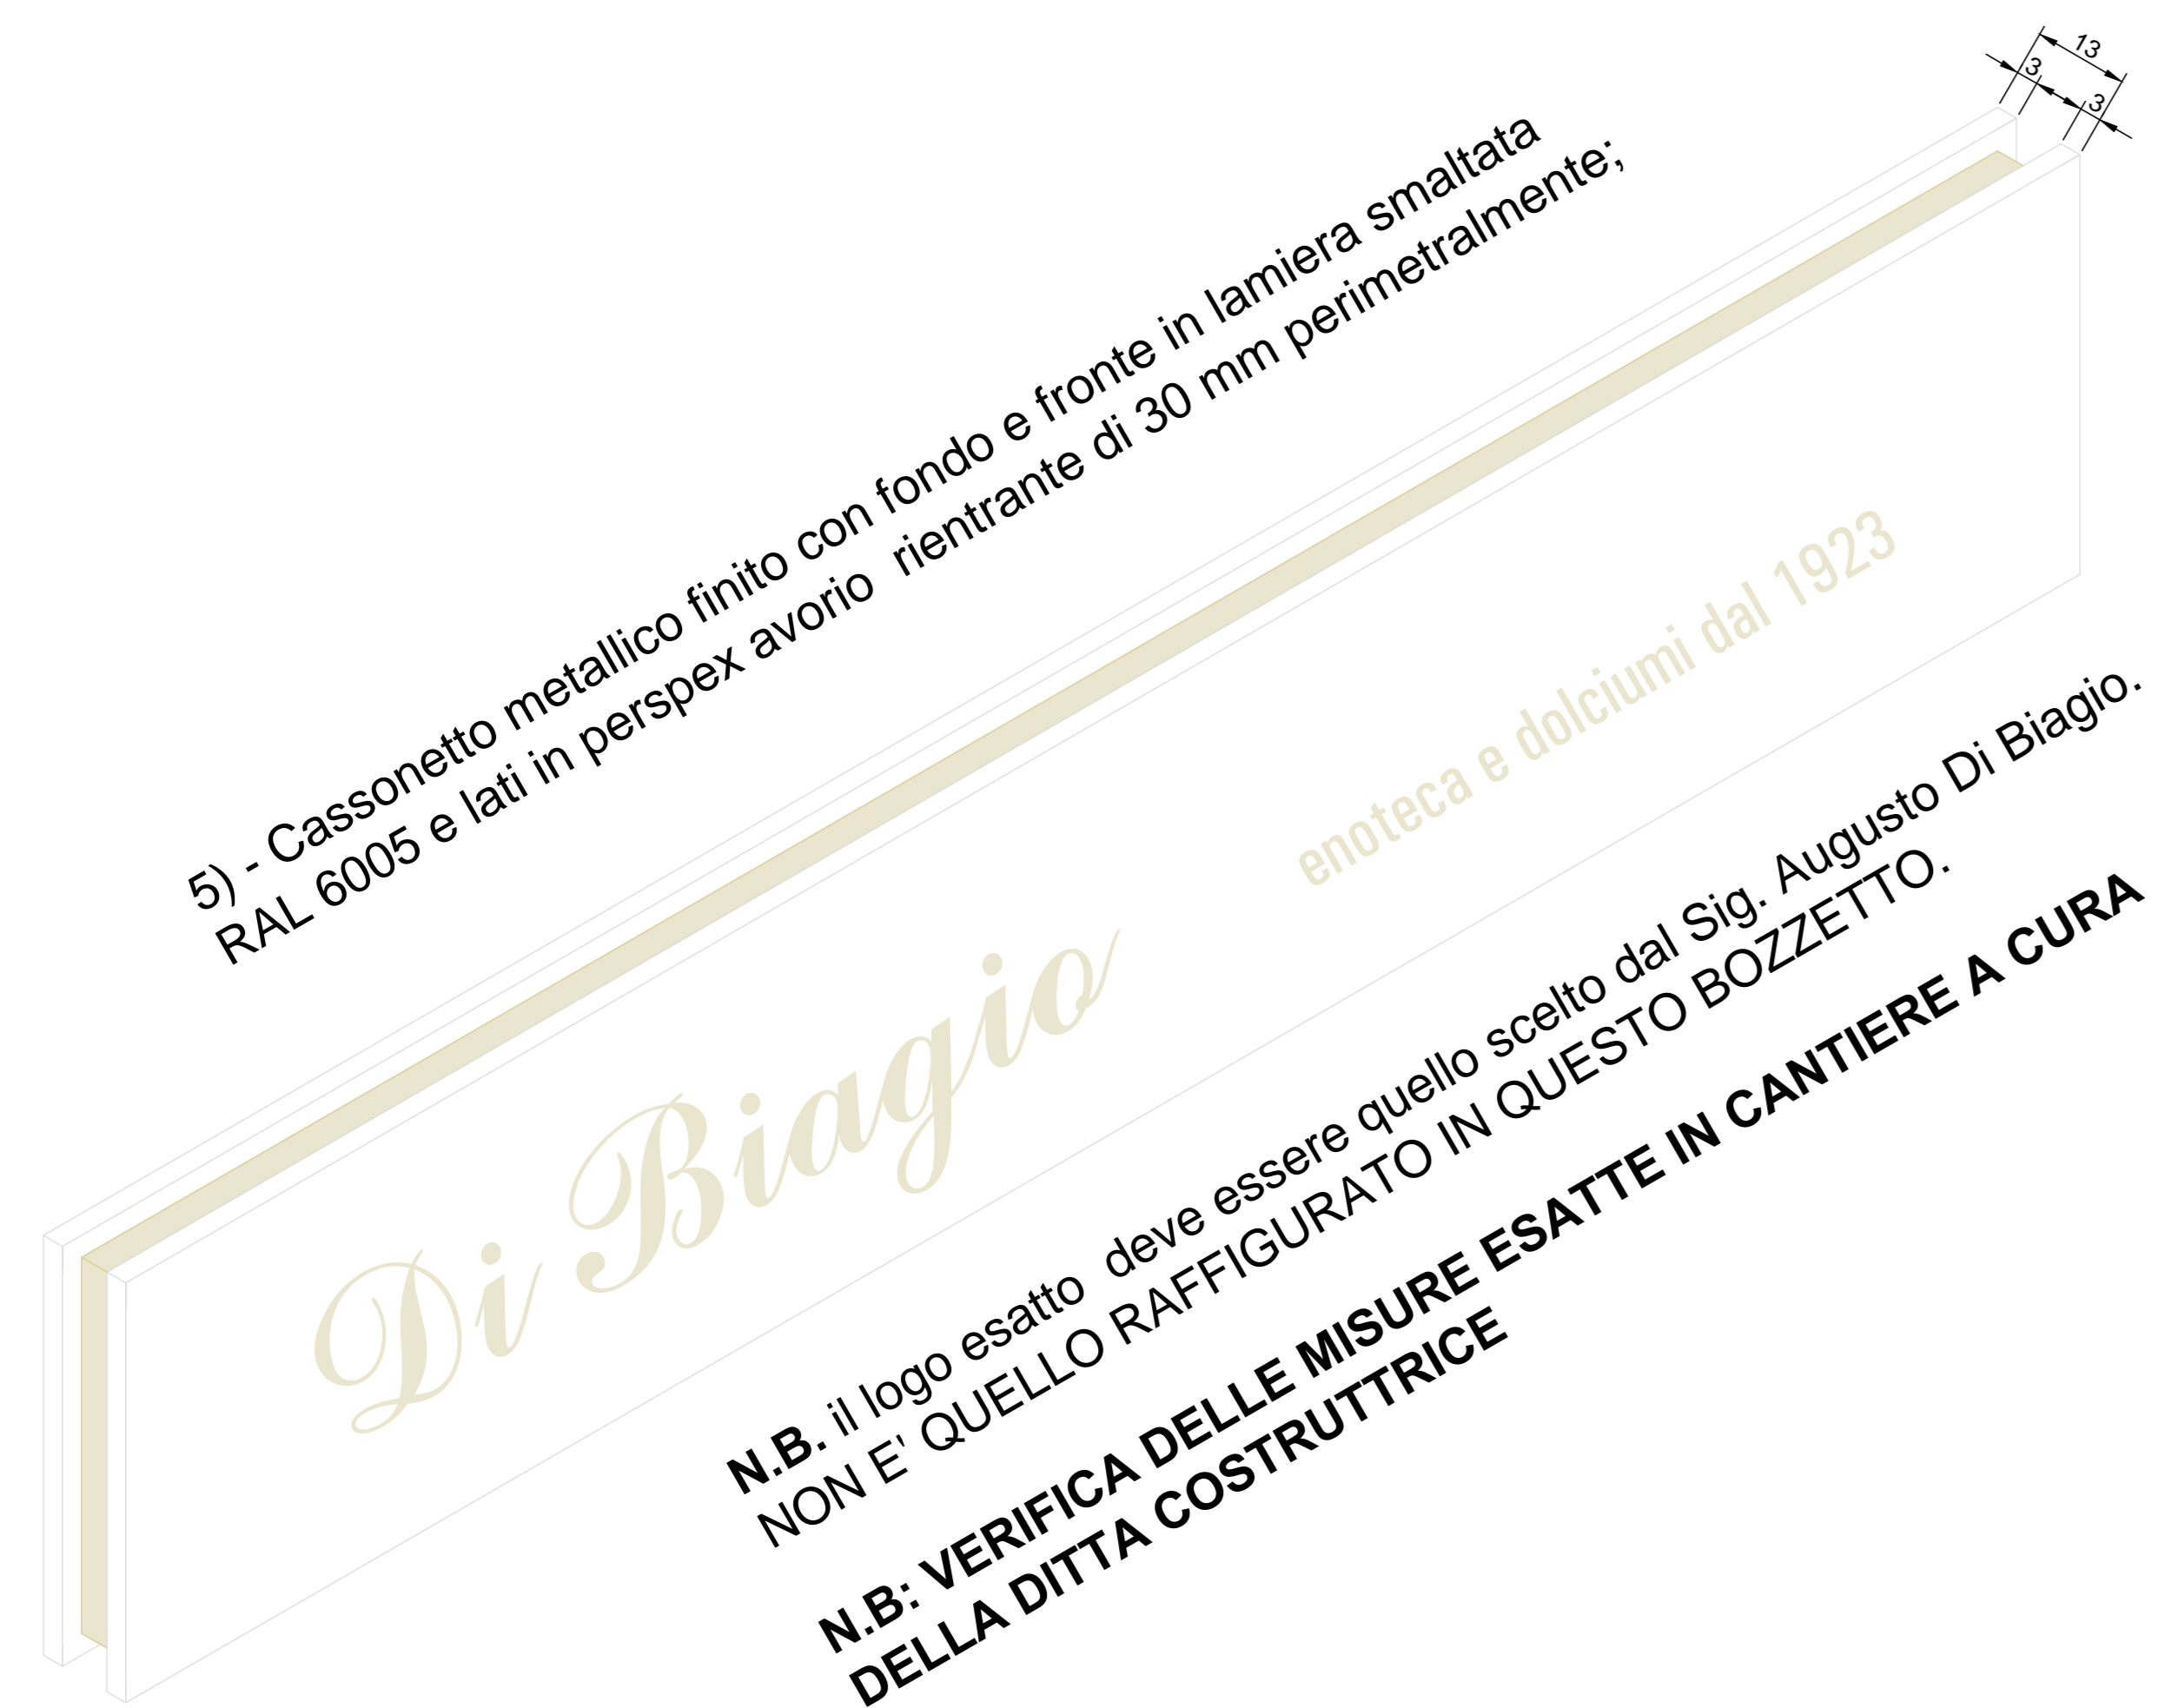 13
3
3
5) - Cassonetto metallico finito con fondo e fronte in lamiera smaltata
RAL 6005 e lati in perspex avorio rientrante di 30 mm perimetralmente;
enoteca e dolciumi dal 1923
Di Biagio
N.B. il logo esatto deve essere quello scelto dal Sig. Augusto Di Biagio.
NON E' QUELLO RAFFIGURATO IN QUESTO BOZZETTO.
N.B: VERIFICA DELLE MISURE ESATTE IN CANTIERE A CURA
DELLA DITTA COSTRUTTRICE